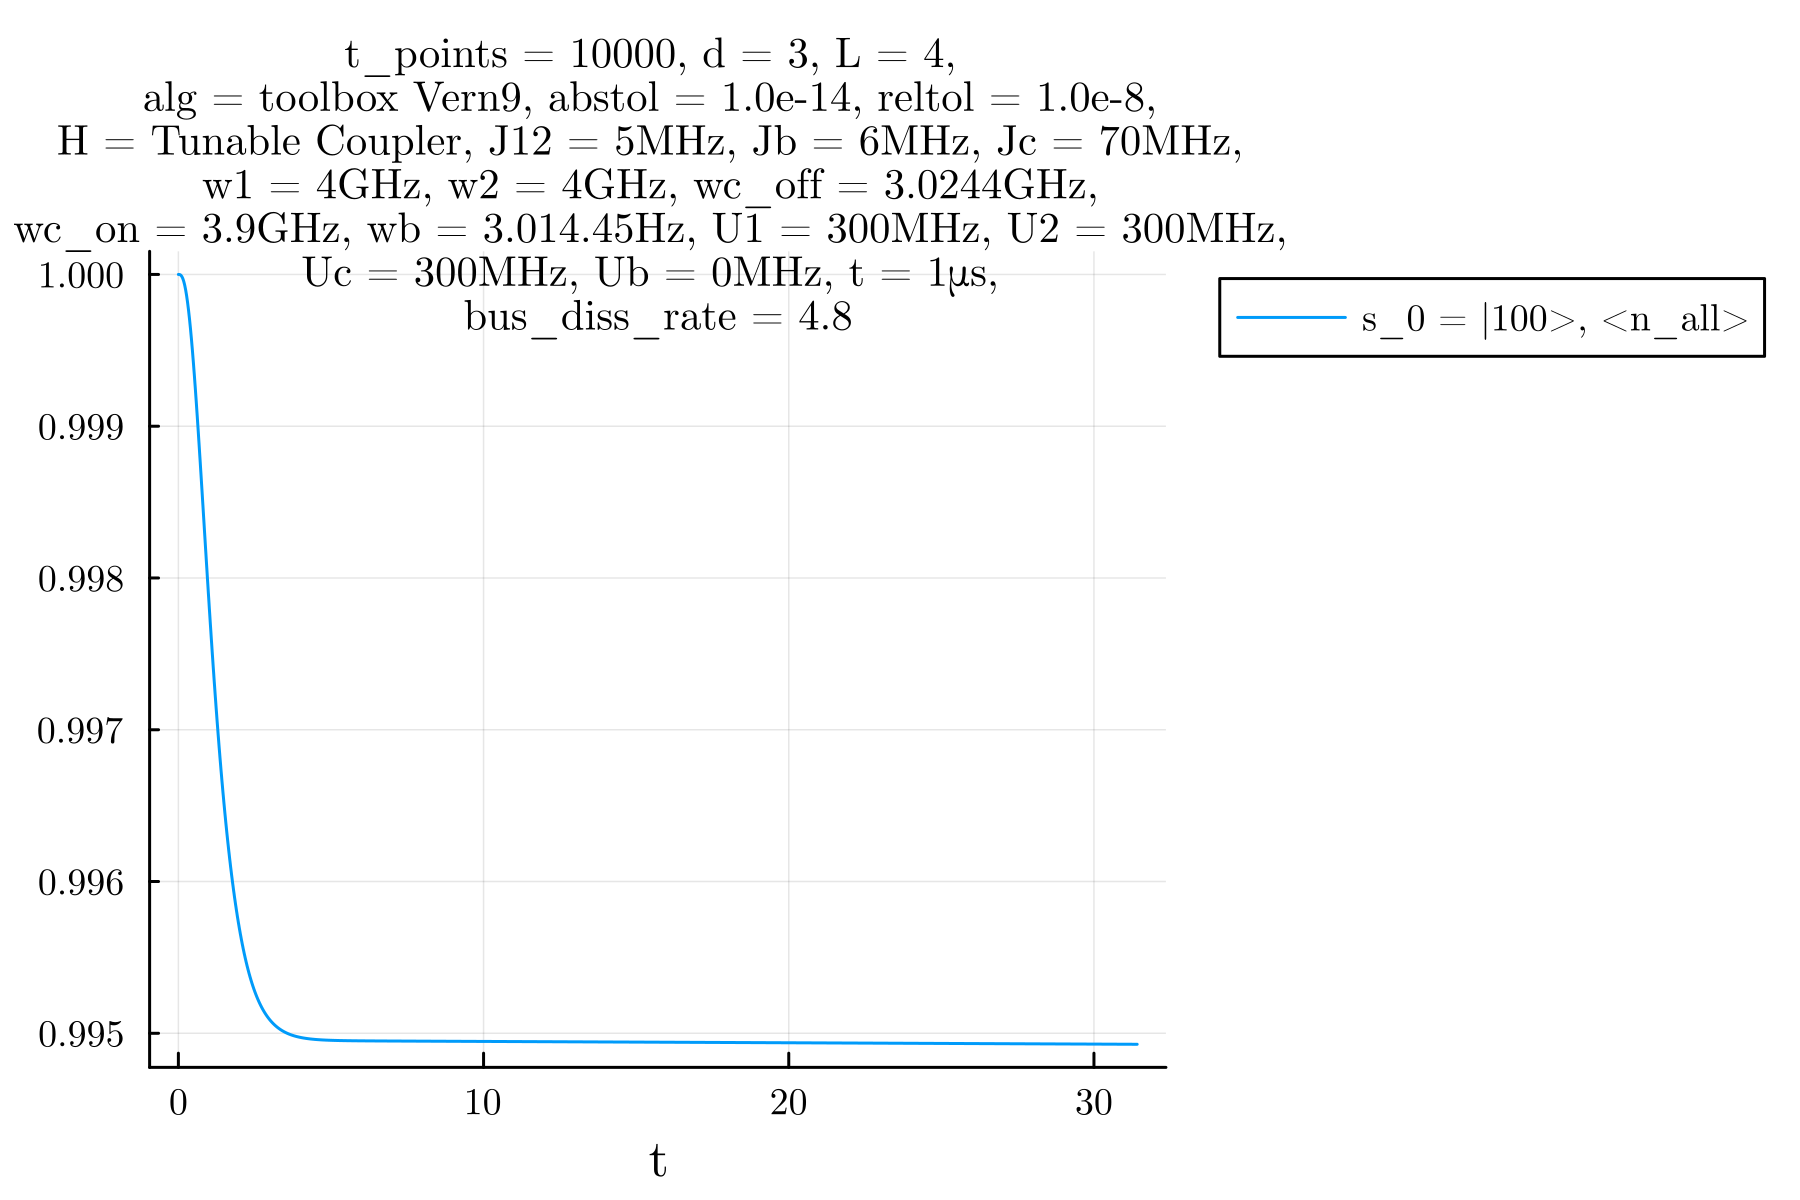 t_points = 10000, d = 3, L = 4,
alg = toolbox Vern9, abstol = 1.0e-14, reltol = 1.0e-8,
H = Tunable Coupler, J12 = 5MHz, Jb = 6MHz, Jc = 70MHz,
w1 = 4GHz, w2 = 4GHz, wc_off = 3.0244GHz,
wc_on = 3.9GHz, wb = 3.014.45Hz, U1 = 300MHz, U2 = 300MHz,
Uc = 300MHz, Ub = 0MHz, t = 1μs,
bus_diss_rate = 4.8
s_0 = |100>, <n_all>
1.000
0.999
0.998
0.997
0.996
0.995
0 10 20 30
t